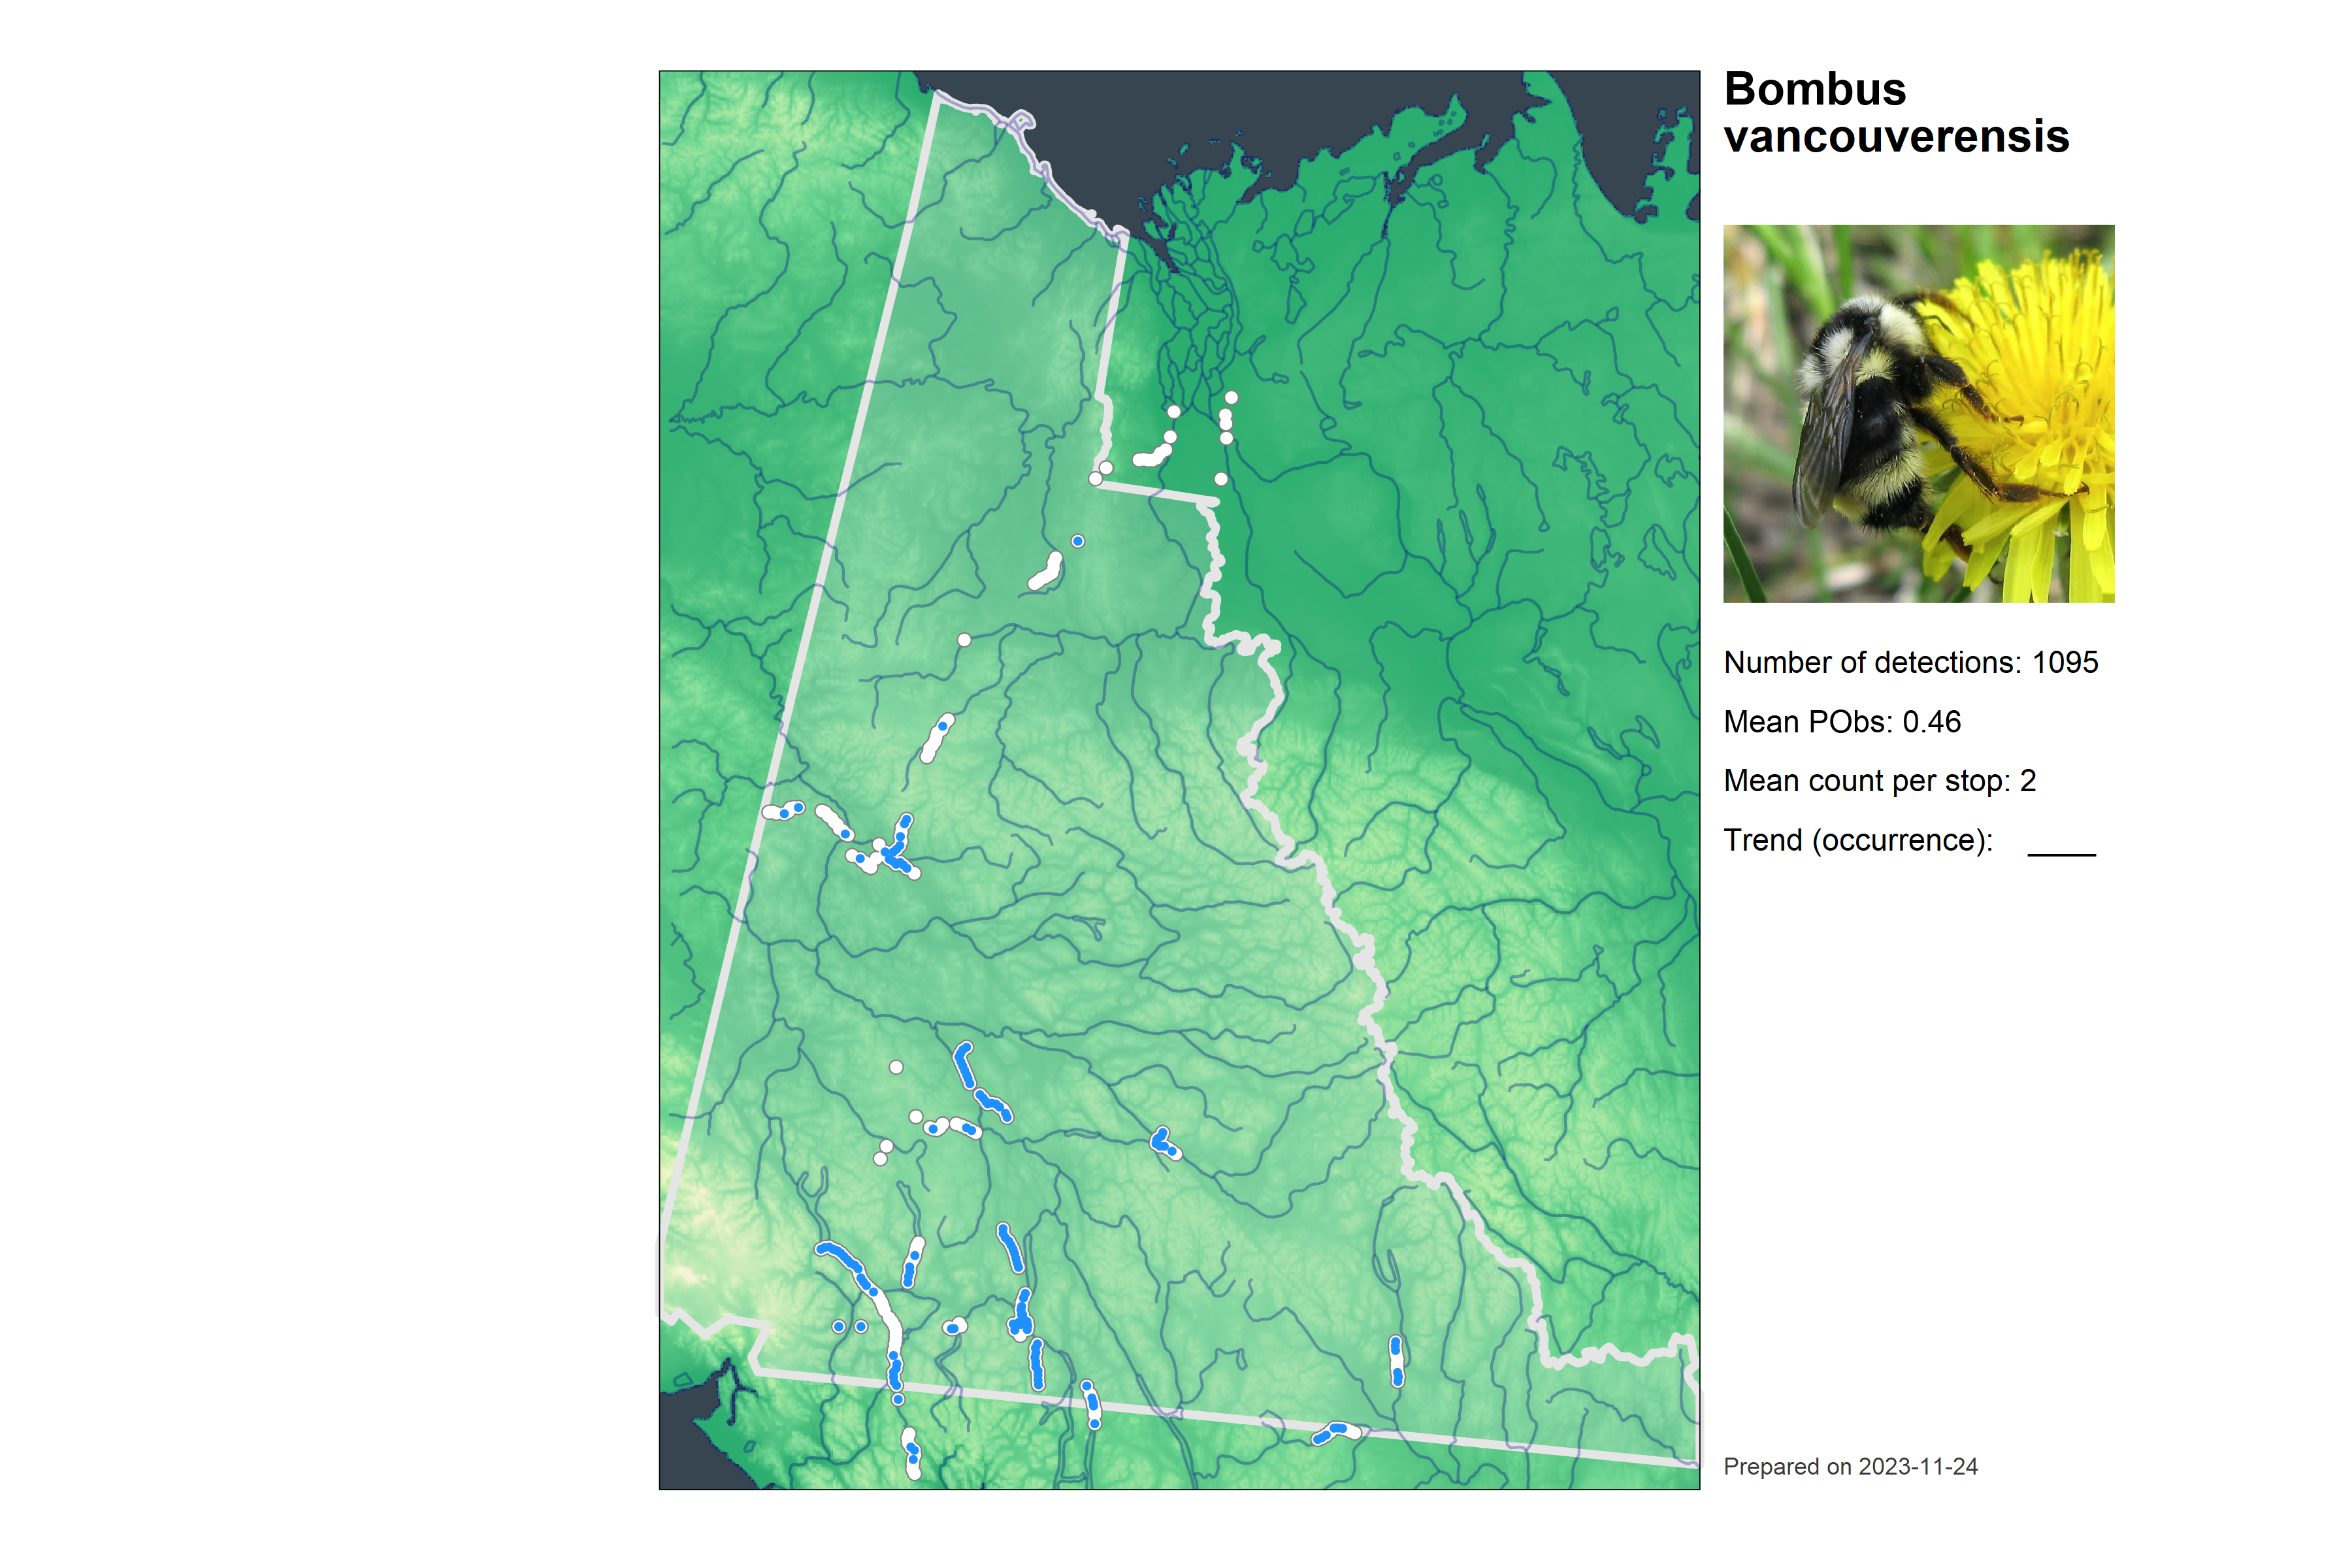 Bombus
vancouverensis
Number of detections: 1095
Mean PObs: 0.46
Mean count per stop: 2
Trend (occurrence): ____
Prepared on 2023-11-24